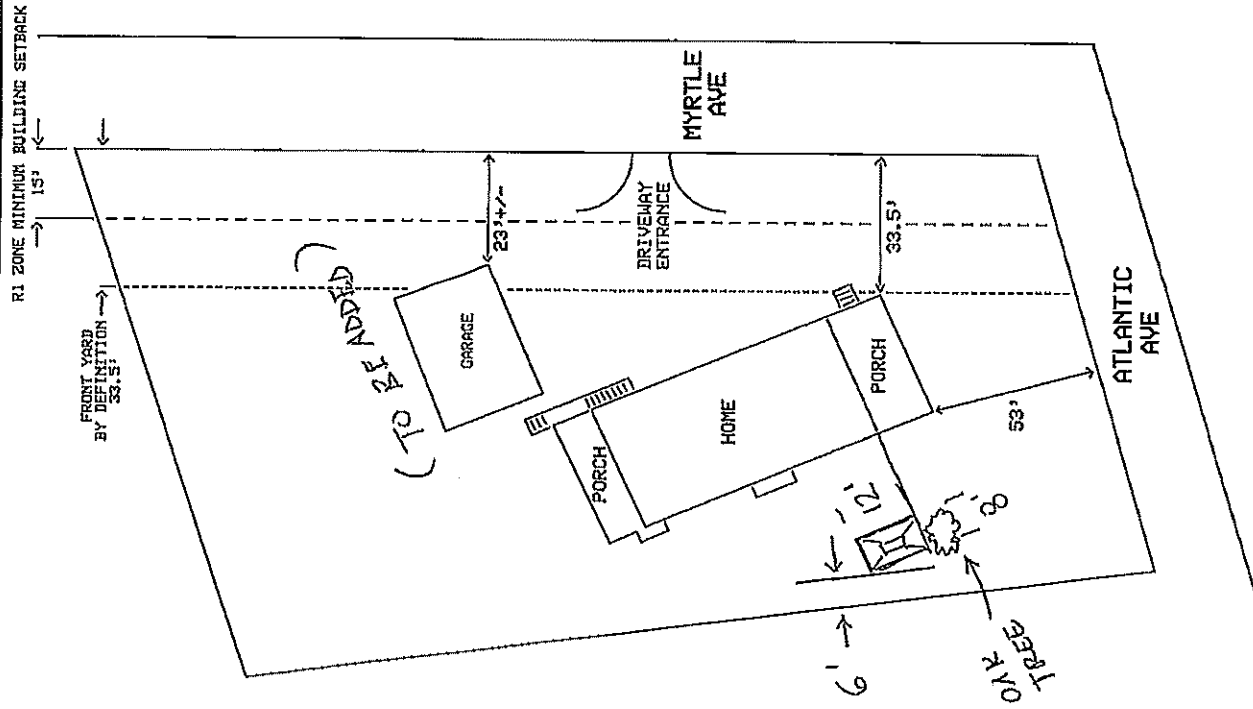 R1 ZONE MINIMUM BUILDING SETBACK
15'
FRONT YARD
BY DEFINITION
33.5'
(TO BE ADDED)
GARAGE
23'+/-
MYRTLE
AVE
DRIVEWAY
ENTRANCE
33.5'
PORCH
HOME
PORCH
12'
8'
53'
ATLANTIC
AVE
6'
OAK
TREE